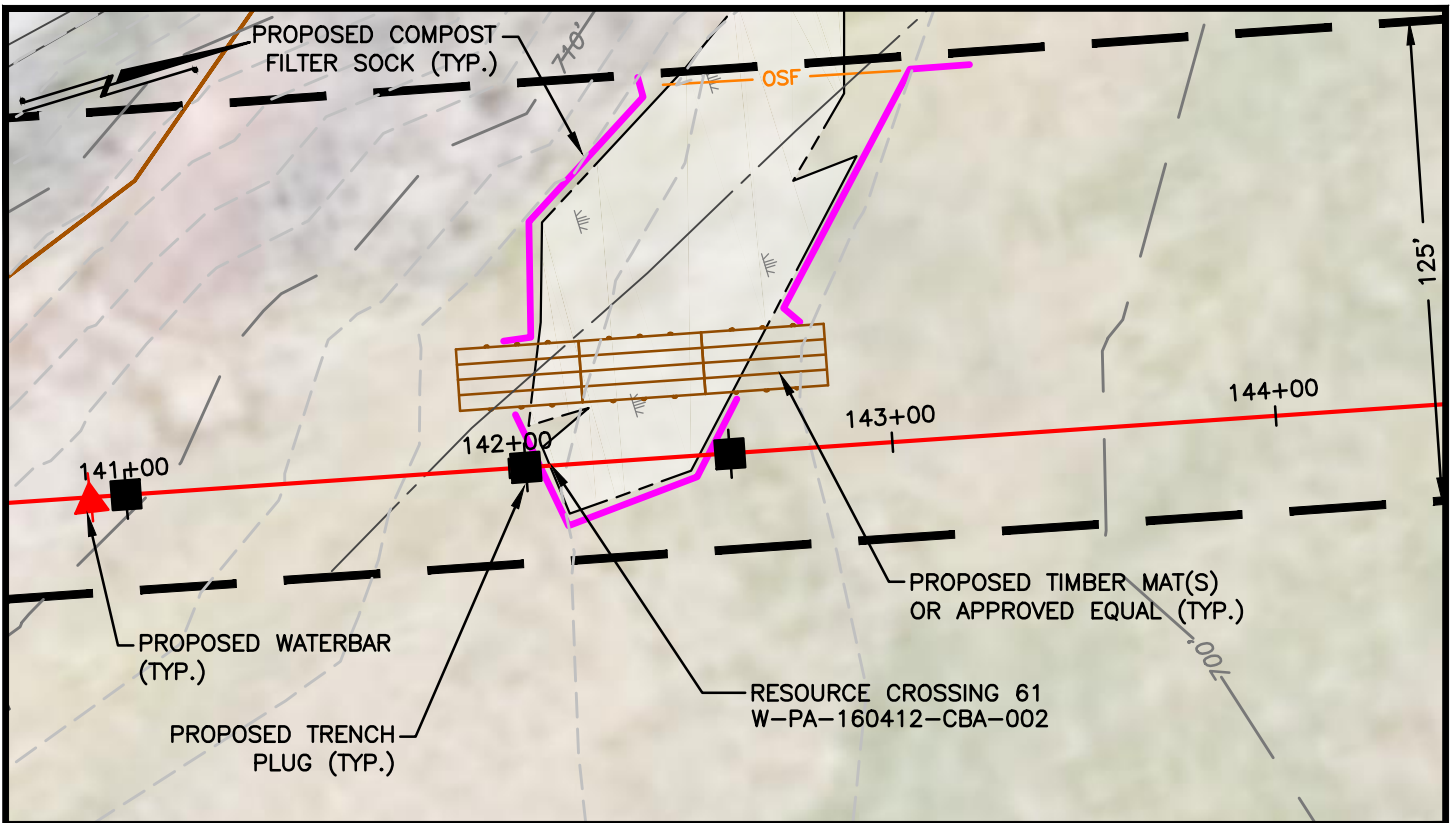 PROPOSED COMPOST
FILTER SOCK (TYP.)
710'
OSF
125'
144+00
143+00
142+00
141+00
PROPOSED TIMBER MAT(S)
OR APPROVED EQUAL (TYP.)
PROPOSED WATERBAR
(TYP.)
700'
RESOURCE CROSSING 61
W-PA-160412-CBA-002
PROPOSED TRENCH
PLUG (TYP.)